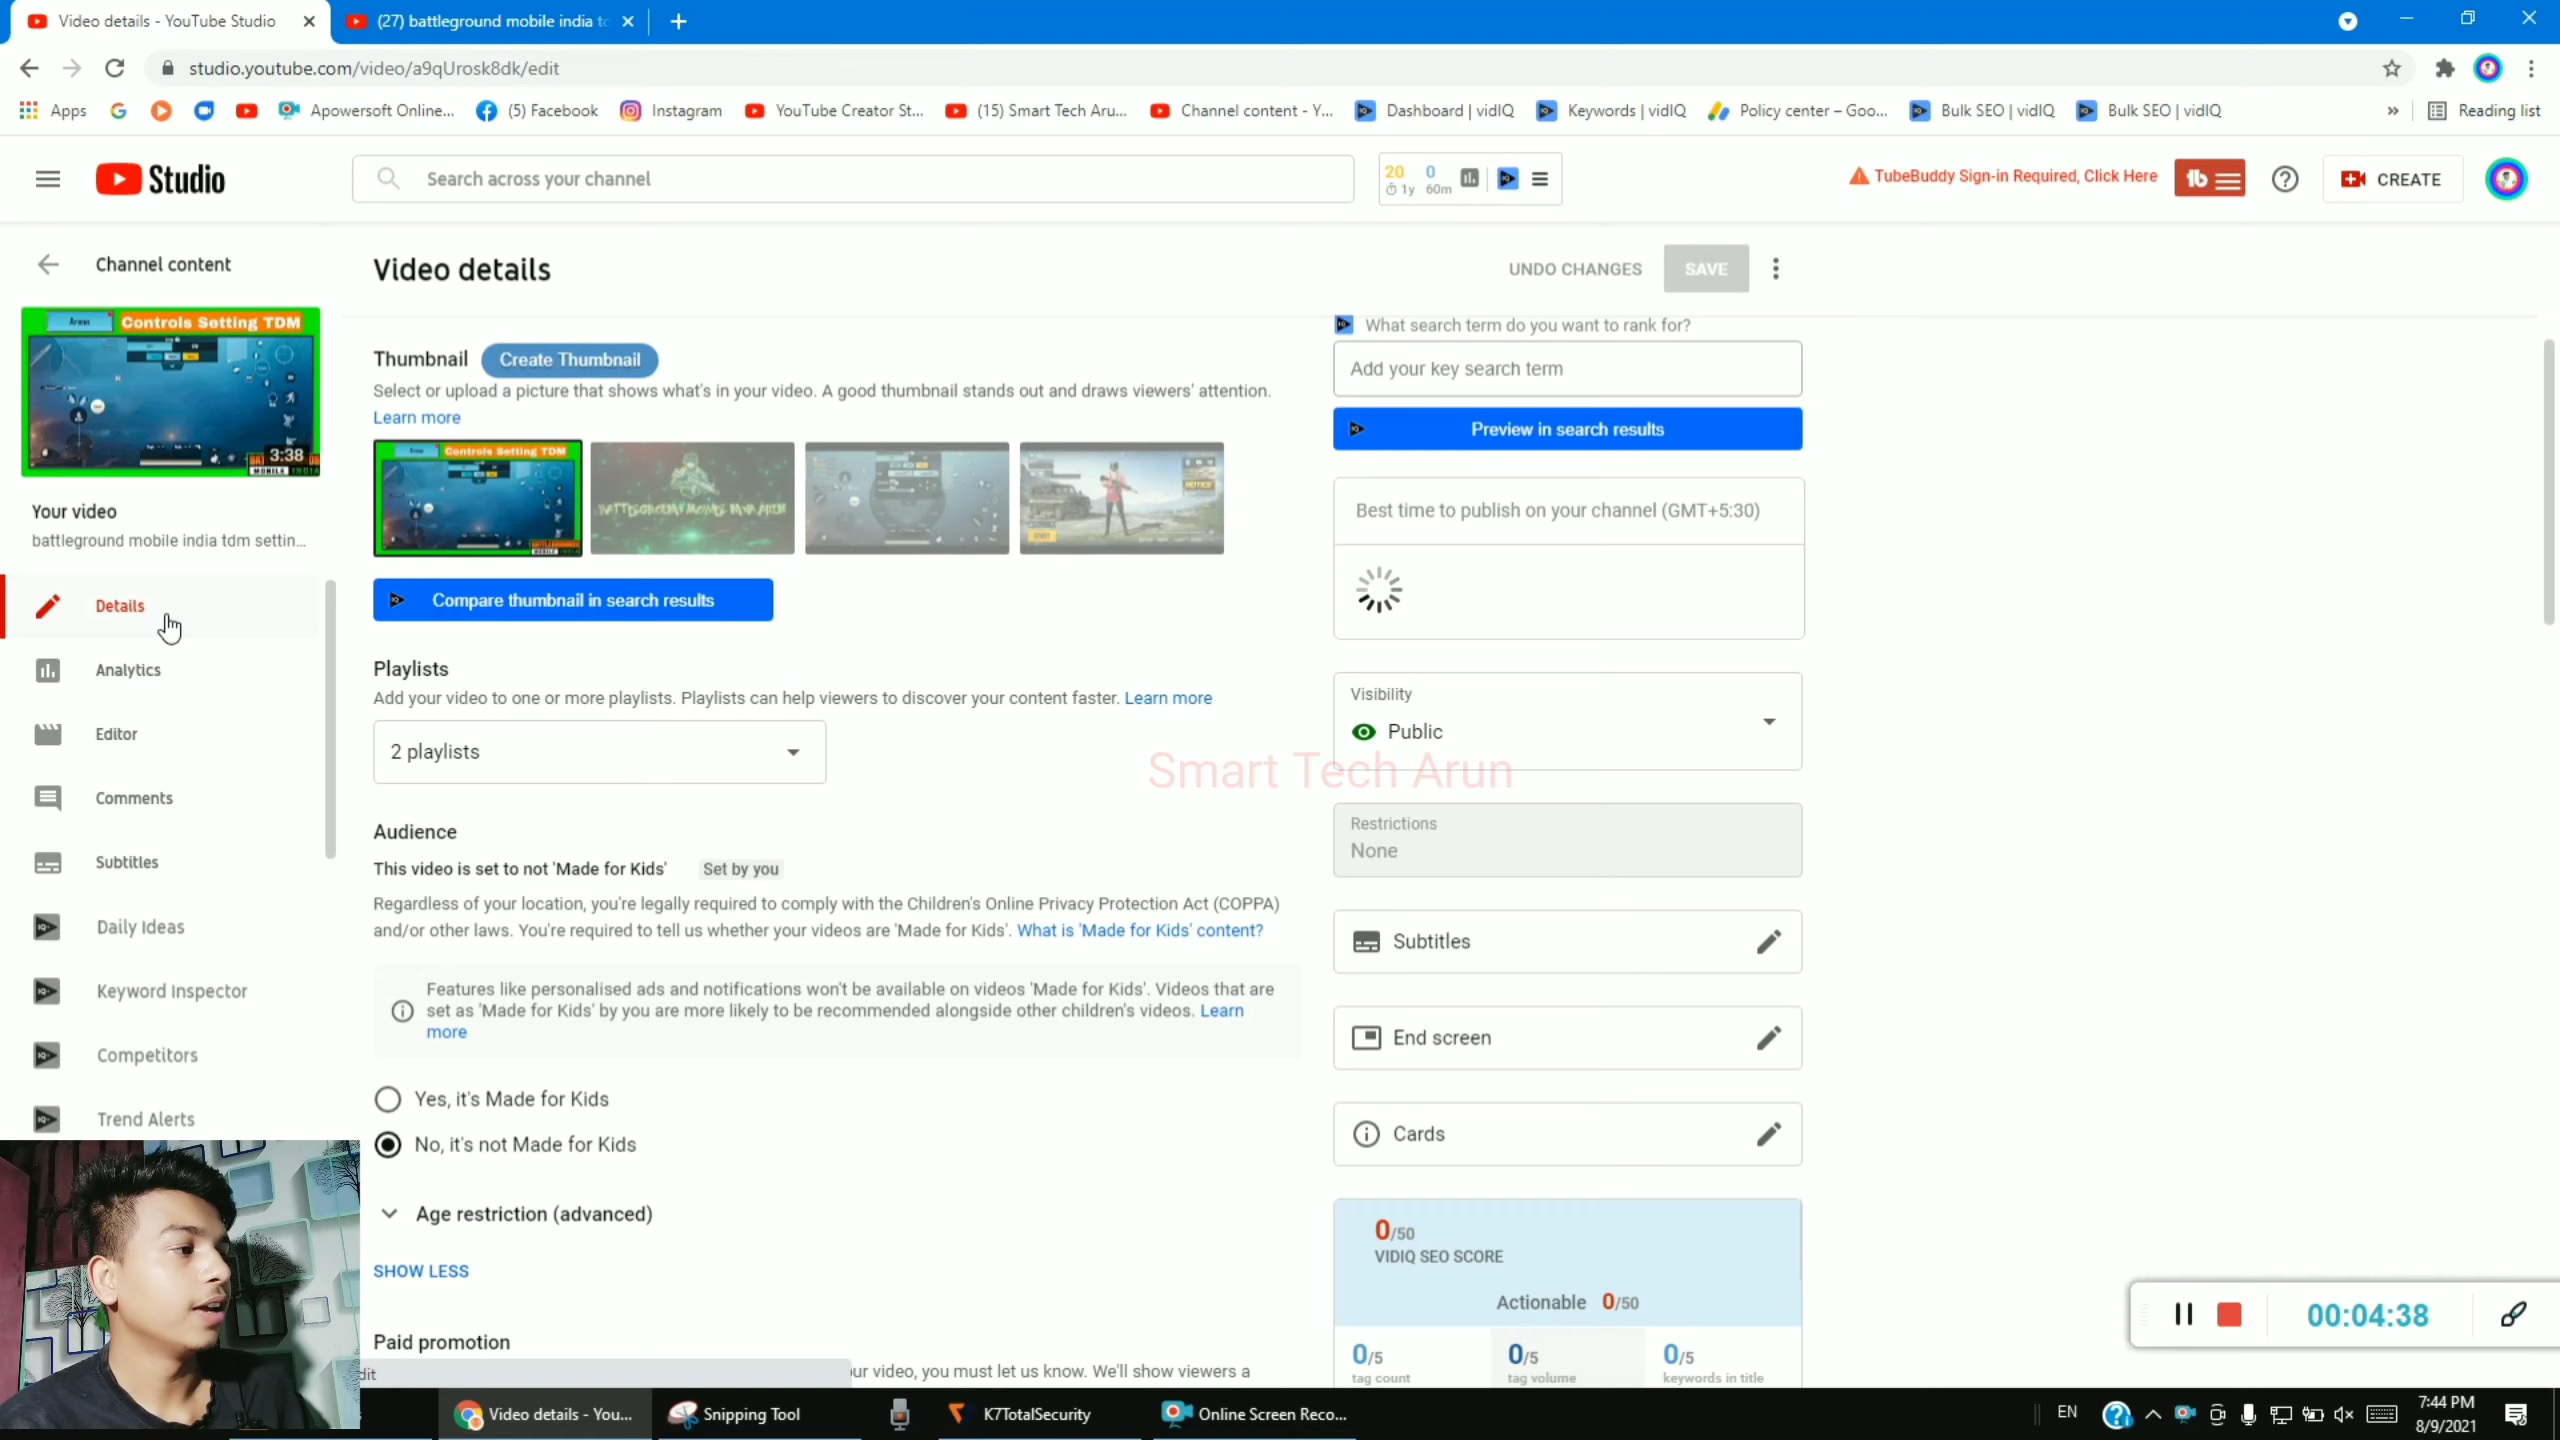 Video details - YouTube Studio
(27) battleground mobile india to
studio.youtube.com/video/a9qUrosk8dk/edit
Apps
Apowersoft Online...
(5) Facebook
Instagram
YouTube Creator St...
(15) Smart Tech Aru...
Channel content - Y...
Dashboard | vidIQ
Keywords | vidIQ
Policy center – Goo...
Bulk SEO | vidIQ
Bulk SEO | vidIQ
»
Reading list
Studio
Search across your channel
20
1y
0
60m
TubeBuddy Sign-in Required, Click Here
CREATE
Channel content
Video details
UNDO CHANGES
SAVE
Controls Setting TDM
3:38
MOBILE INDIA
Your video
battleground mobile india tdm settin...
Details
Analytics
Editor
Comments
Subtitles
Daily Ideas
Keyword Inspector
Competitors
Trend Alerts
Thumbnail
Create Thumbnail
Select or upload a picture that shows what's in your video. A good thumbnail stands out and draws viewers' attention.
Learn more
Controls Setting TDM
Compare thumbnail in search results
Playlists
Add your video to one or more playlists. Playlists can help viewers to discover your content faster. Learn more
2 playlists
Audience
This video is set to not 'Made for Kids'
Set by you
Regardless of your location, you're legally required to comply with the Children's Online Privacy Protection Act (COPPA)
and/or other laws. You're required to tell us whether your videos are 'Made for Kids'. What is 'Made for Kids' content?
Features like personalised ads and notifications won't be available on videos 'Made for Kids'. Videos that are
set as 'Made for Kids' by you are more likely to be recommended alongside other children's videos. Learn
more
Yes, it's Made for Kids
No, it's not Made for Kids
Age restriction (advanced)
SHOW LESS
Paid promotion
dit
ur video, you must let us know. We'll show viewers a
What search term do you want to rank for?
Add your key search term
Preview in search results
Best time to publish on your channel (GMT+5:30)
Visibility
Public
Smart Tech Arun
Restrictions
None
Subtitles
End screen
Cards
0/50
VIDIQ SEO SCORE
Actionable 0/50
0/5
tag count
0/5
tag volume
0/5
keywords in title
00:04:38
Video details - You...
Snipping Tool
K7TotalSecurity
Online Screen Reco...
EN
7:44 PM
8/9/2021